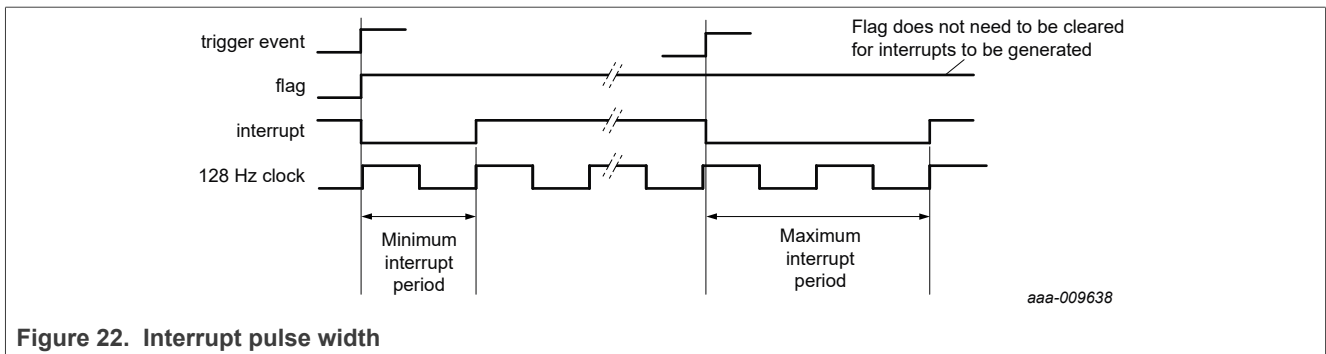 trigger event
Flag does not need to be cleared
for interrupts to be generated
flag
interrupt
128 Hz clock
Minimum
interrupt
period
Maximum
interrupt
period
aaa-009638
Figure 22. Interrupt pulse width